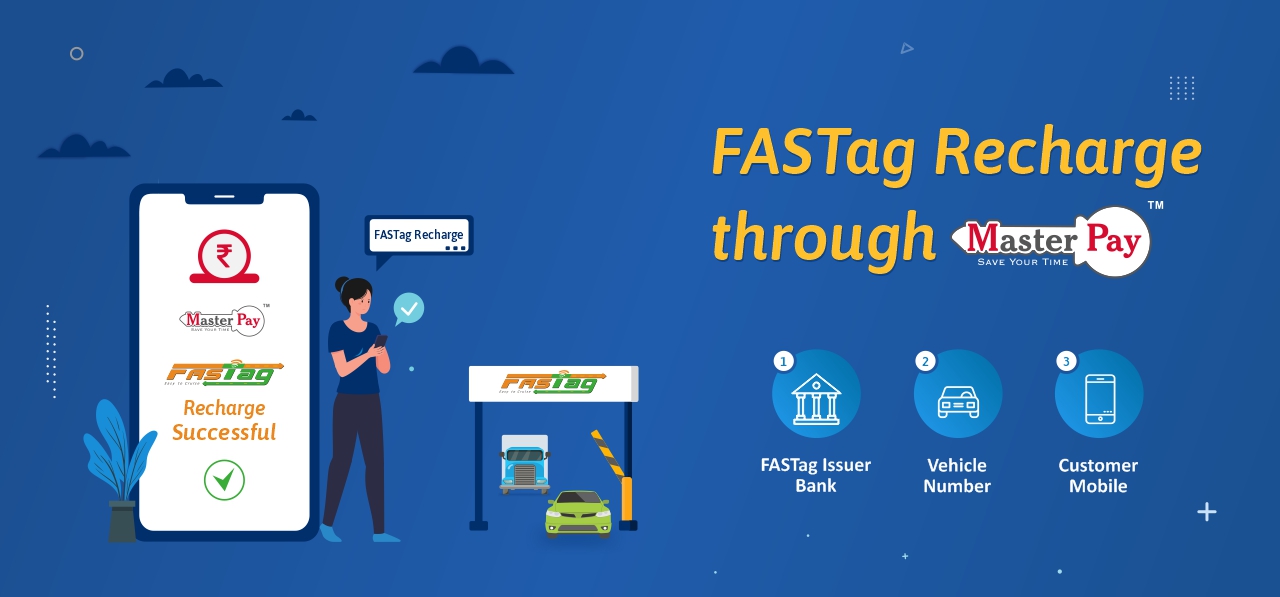 FASTag Recharge
through Master Pay TM
SAVE YOUR TIME
FASTag Recharge
₹
Master Pay TM
SAVE YOUR TIME
FASTag
Easy to Cruise
Recharge
Successful
FASTag
Easy to Cruise
1
FASTag Issuer
Bank
2
Vehicle
Number
3
Customer
Mobile